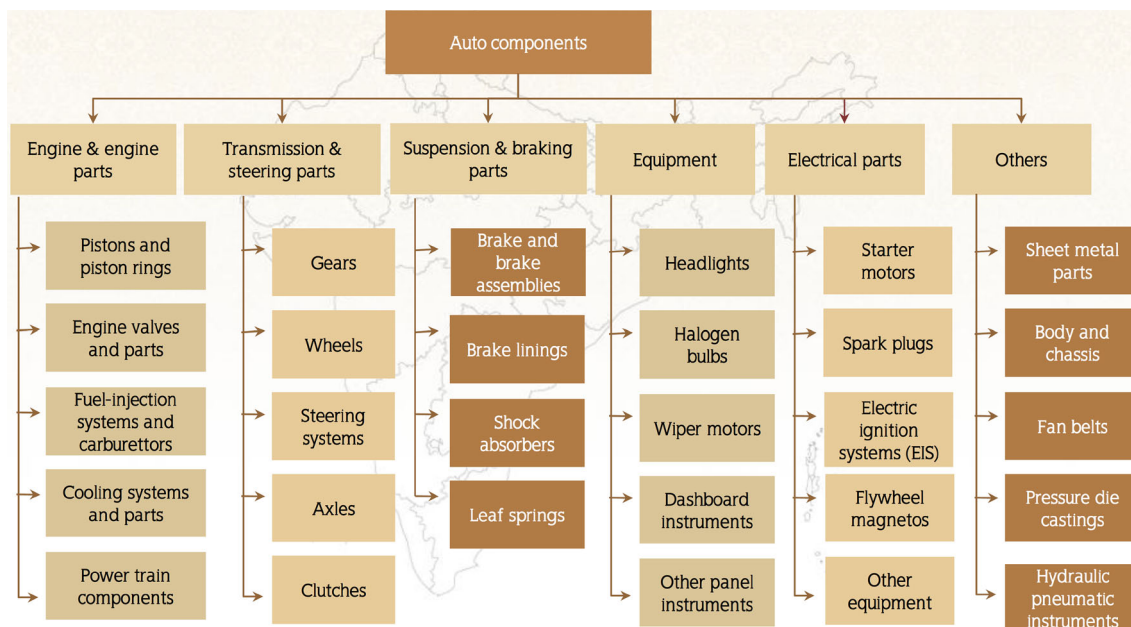 Auto components
Engine & engine
parts
Transmission &
steering parts
Suspension & braking
parts
Equipment
Electrical parts
Others
Pistons and
piston rings
Engine valves
and parts
Fuel-injection
systems and
carburettors
Cooling systems
and parts
Power train
components
Gears
Wheels
Steering
systems
Axles
Clutches
Brake and
brake
assemblies
Brake linings
Shock
absorbers
Leaf springs
Headlights
Halogen
bulbs
Wiper motors
Dashboard
instruments
Other panel
instruments
Starter
motors
Spark plugs
Electric
ignition
systems (EIS)
Flywheel
magnetos
Other
equipment
Sheet metal
parts
Body and
chassis
Fan belts
Pressure die
castings
Hydraulic
pneumatic
instruments